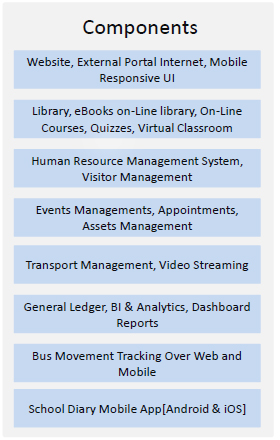 Components
Website, External Portal Internet, Mobile
Responsive UI
Library, eBooks on-Line library, On-Line
Courses, Quizzes, Virtual Classroom
Human Resource Management System,
Visitor Management
Events Managements, Appointments,
Assets Management
Transport Management, Video Streaming
General Ledger, BI & Analytics, Dashboard
Reports
Bus Movement Tracking Over Web and
Mobile
School Diary Mobile App[Android & iOS]